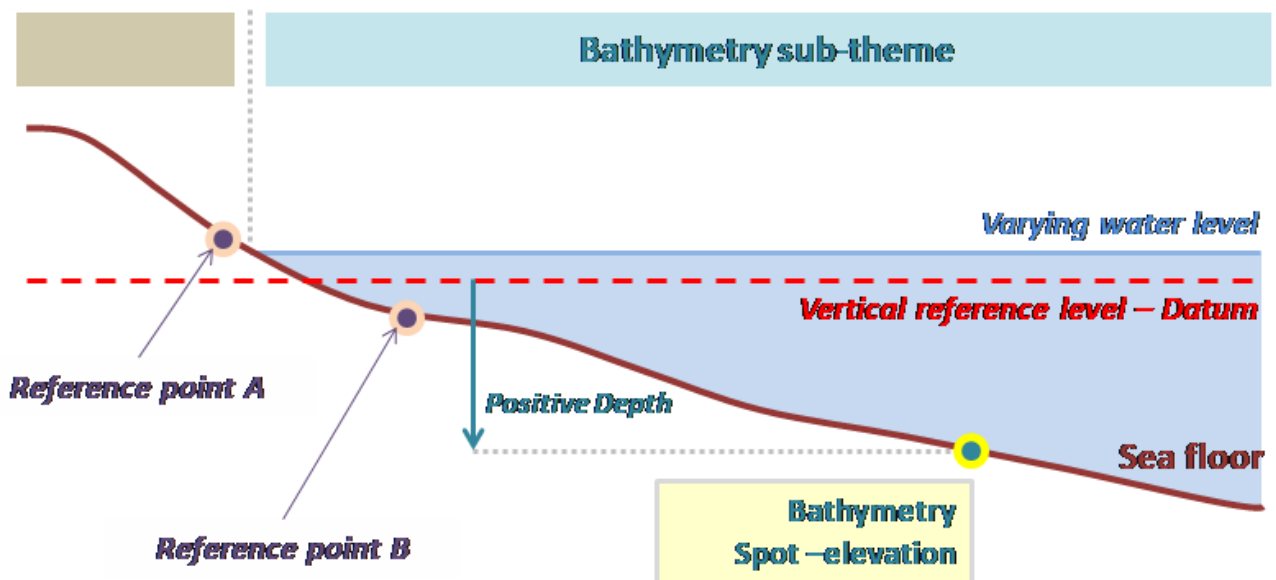 Bathymetry sub-theme
Varying water level
Vertical reference level – Datum
Reference point A
Positive Depth
Sea floor
Bathymetry
Spot –elevation
Reference point B